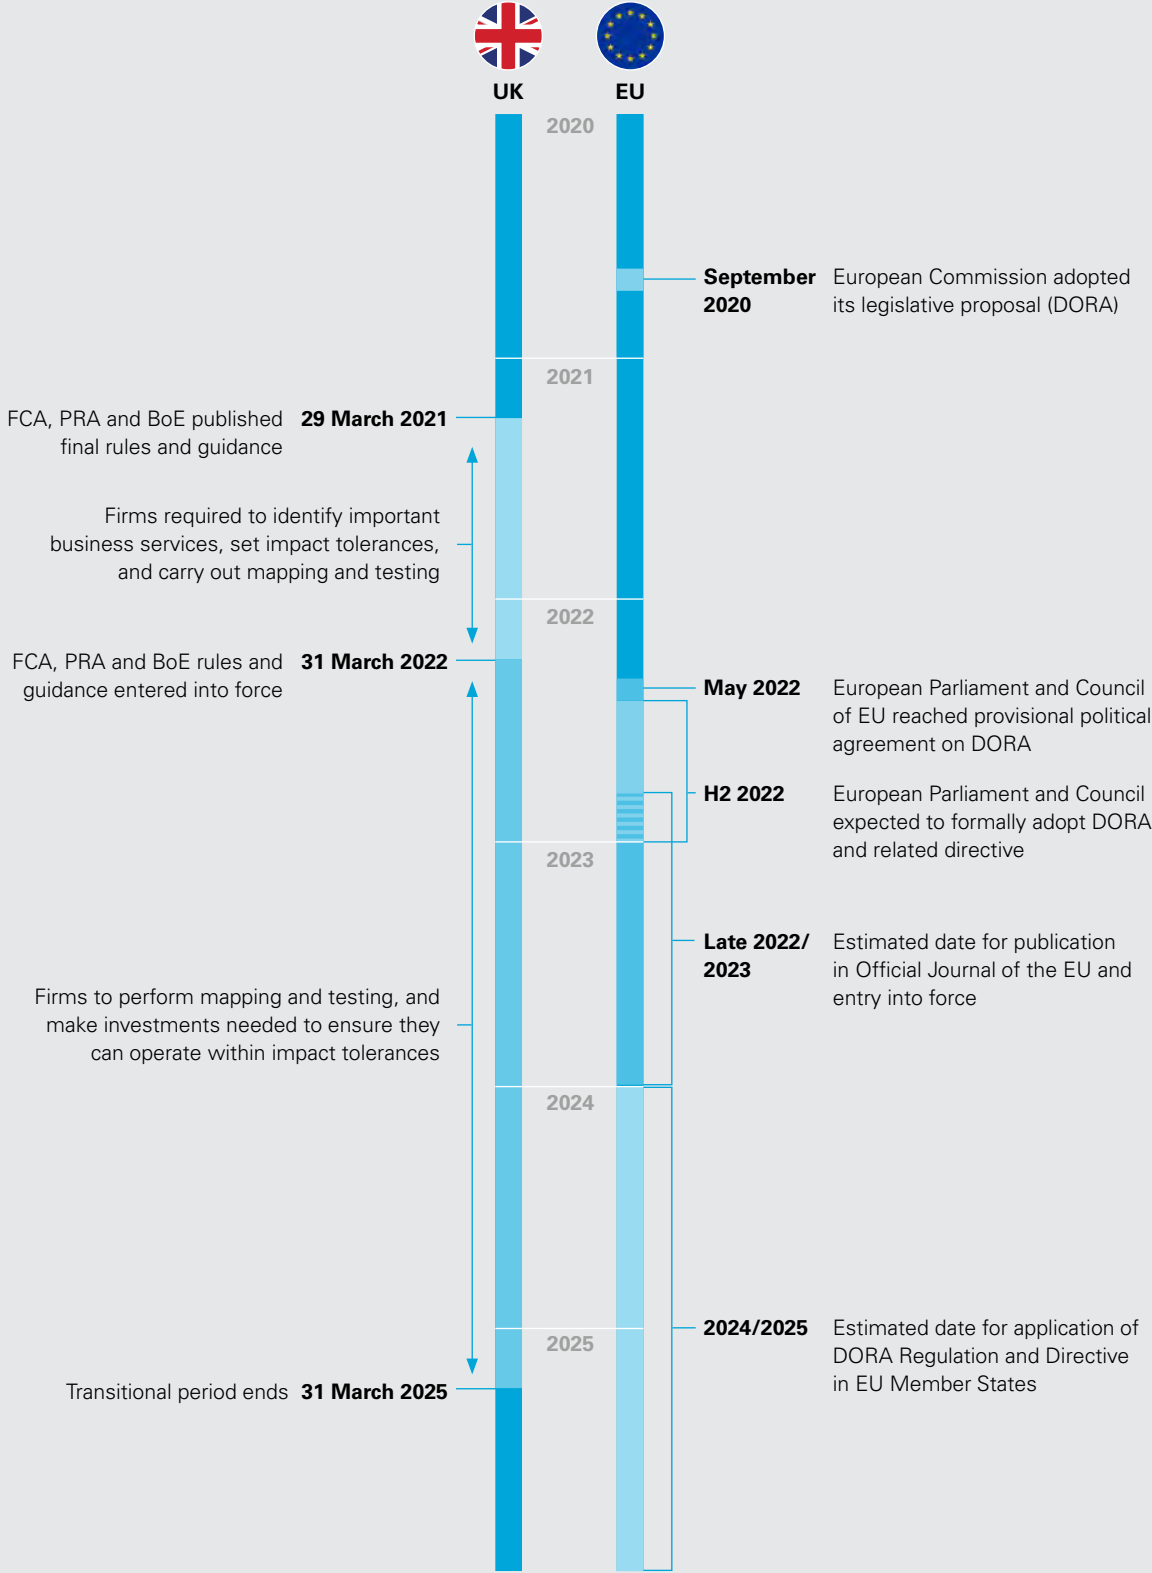 UK
EU
2020
September
2020
European Commission adopted
its legislative proposal (DORA)
2021
FCA, PRA and BoE published
final rules and guidance
29 March 2021
Firms required to identify important
business services, set impact tolerances,
and carry out mapping and testing
2022
FCA, PRA and BoE rules and
guidance entered into force
31 March 2022
May 2022
European Parliament and Council
of EU reached provisional political
agreement on DORA
H2 2022
European Parliament and Council
expected to formally adopt DORA
and related directive
2023
Late 2022/
2023
Estimated date for publication
in Official Journal of the EU and
entry into force
Firms to perform mapping and testing, and
make investments needed to ensure they
can operate within impact tolerances
2024
2024/2025
Estimated date for application of
DORA Regulation and Directive
in EU Member States
2025
Transitional period ends
31 March 2025